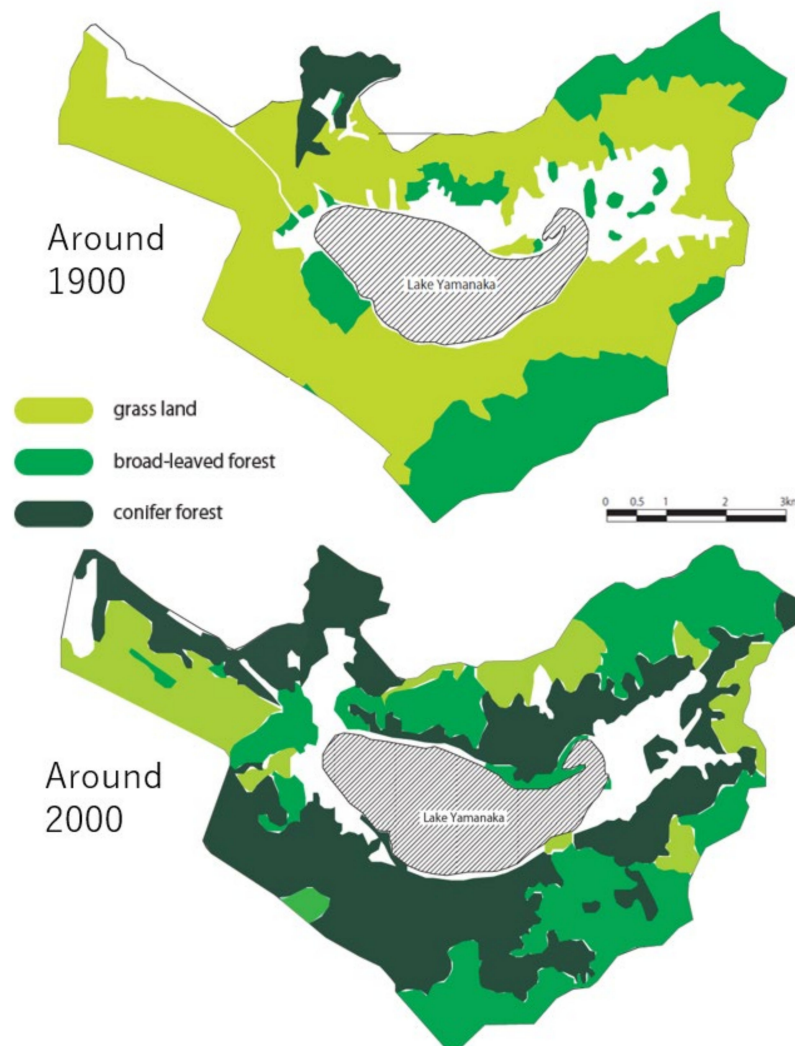 Around
1900
Lake Yamanaka
grass land
broad-leaved forest
conifer forest
0 0.5 1 2 3k
Around
2000
Lake Yamanaka